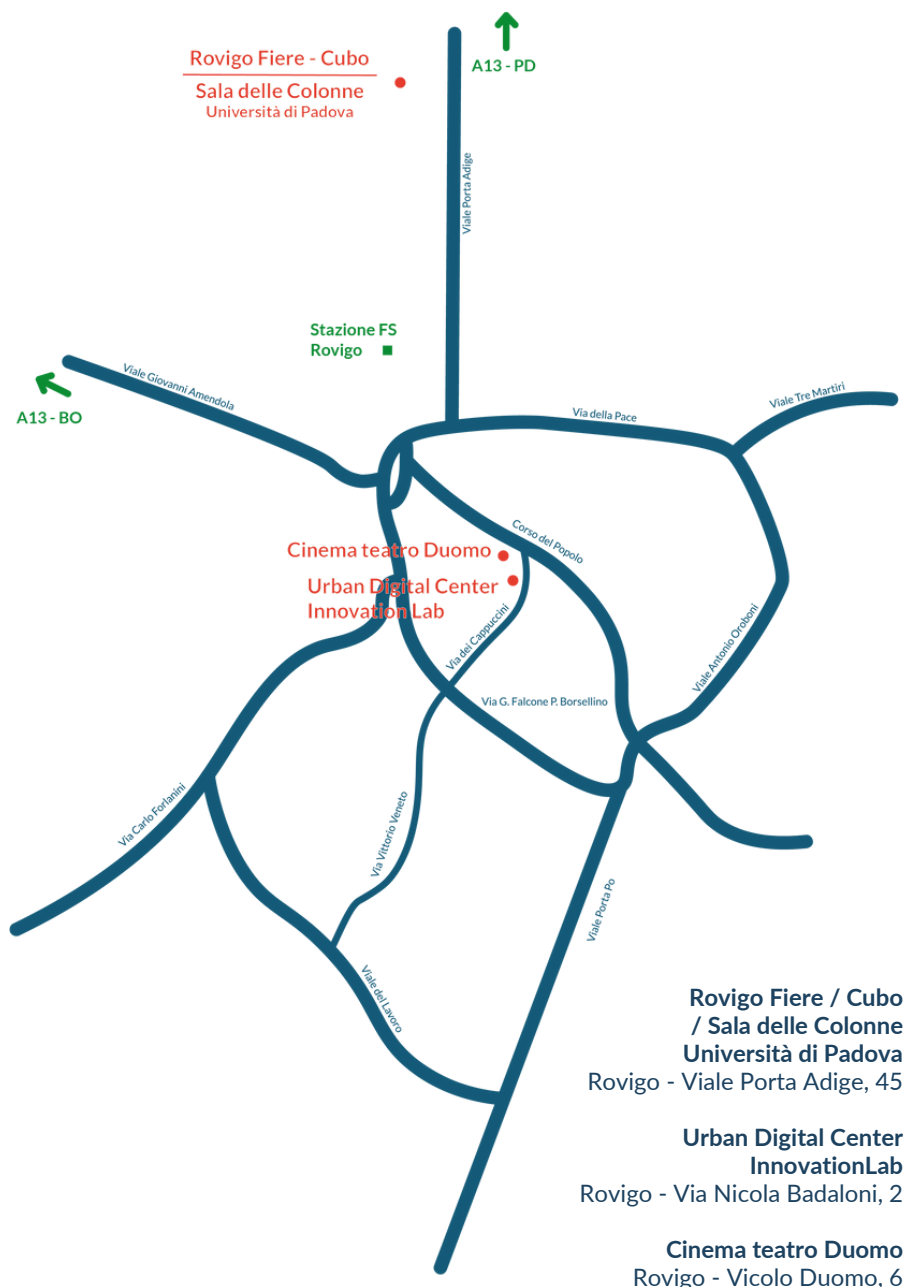 Rovigo Fiere - Cubo
Sala delle Colonne
Università di Padova
A13 - PD
Viale Porta Adige
Stazione FS
Rovigo
Viale Giovanni Amendola
A13 - BO
Via della Pace
Viale Tre Martiri
Corso del Popolo
Cinema teatro Duomo
Urban Digital Center
Innovation Lab
Via dei Cappuccini
Viale Antonio Oroboni
Via G. Falcone P. Borsellino
Via Carlo Forlanini
Via Vittorio Veneto
Viale Porta Po
Viale del Lavoro
Rovigo Fiere / Cubo
/ Sala delle Colonne
Università di Padova
Rovigo - Viale Porta Adige, 45
Urban Digital Center
InnovationLab
Rovigo - Via Nicola Badaloni, 2
Cinema teatro Duomo
Rovigo - Vicolo Duomo, 6